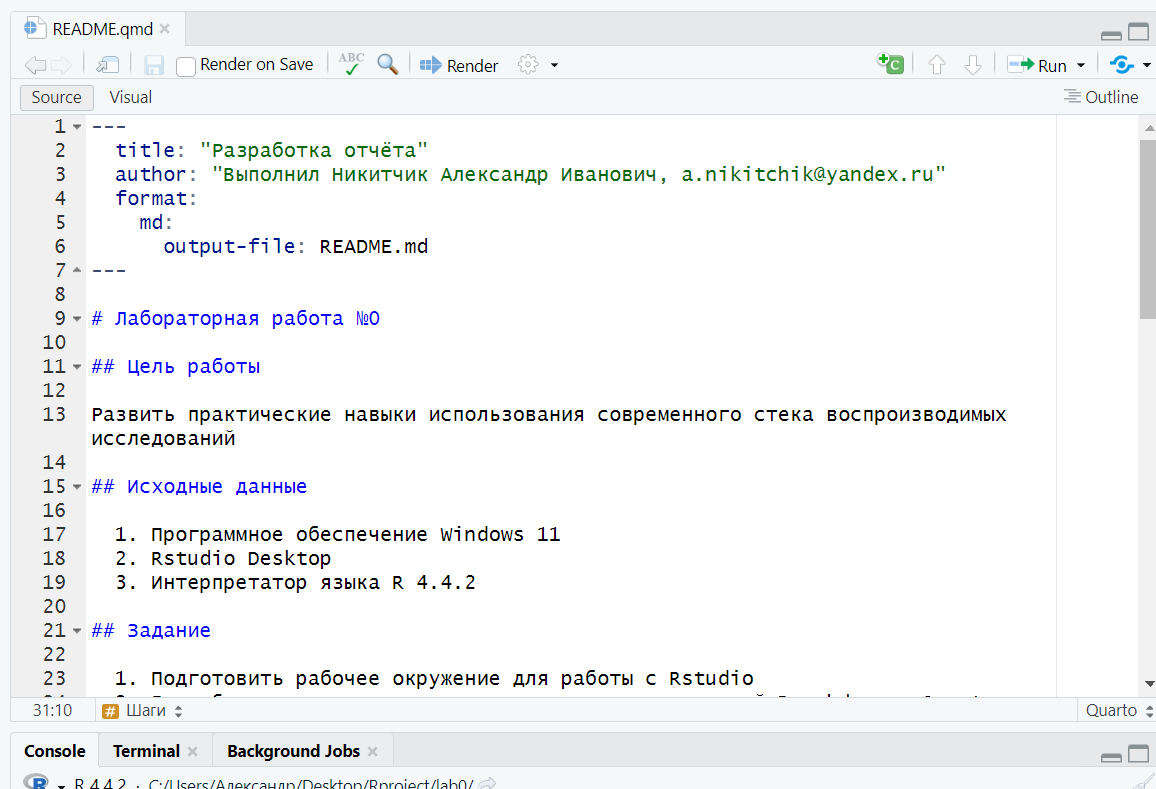 README.qmd
Render on Save ABC Render Run
Source Visual Outline
1 ---
2 title: "Разработка отчёта"
3 author: "Выполнил Никитчик Александр Иванович, a.nikitchik@yandex.ru"
4 format:
5 md:
6 output-file: README.md
7 ---
8
9 # Лабораторная работа №0
10
11 ## Цель работы
12
13 Развить практические навыки использования современного стека воспроизводимых
исследований
14
15 ## Исходные данные
16
17 1. Программное обеспечение Windows 11
18 2. Rstudio Desktop
19 3. Интерпретатор языка R 4.4.2
20
21 ## Задание
22
23 1. Подготовить рабочее окружение для работы с Rstudio
31:10 # Шаги Quarto
Console Terminal Background Jobs
R 4.4.2 · C:/Users/Александр/Desktop/Rproject/lab0/